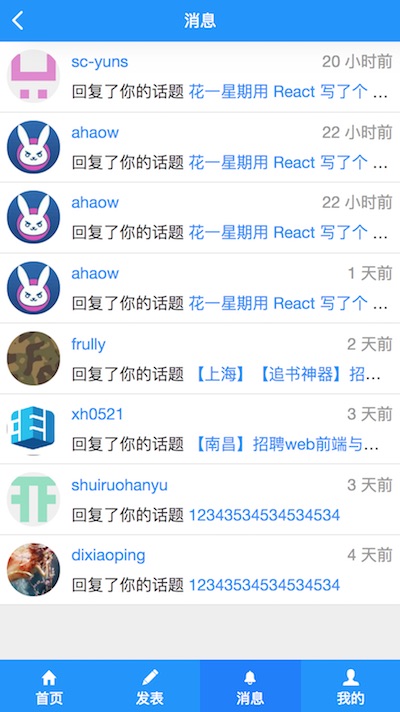 消息
sc-yuns 20 小时前
回复了你的话题 花一星期用 React 写了个 ...
ahaow 22 小时前
回复了你的话题 花一星期用 React 写了个 ...
ahaow 22 小时前
回复了你的话题 花一星期用 React 写了个 ...
ahaow 1 天前
回复了你的话题 花一星期用 React 写了个 ...
frully 2 天前
回复了你的话题 【上海】【追书神器】招...
xh0521 3 天前
回复了你的话题 【南昌】招聘web前端与...
shuiruohanyu 3 天前
回复了你的话题 12343534534534534
dixiaoping 4 天前
回复了你的话题 12343534534534534
首页 发表 消息 我的